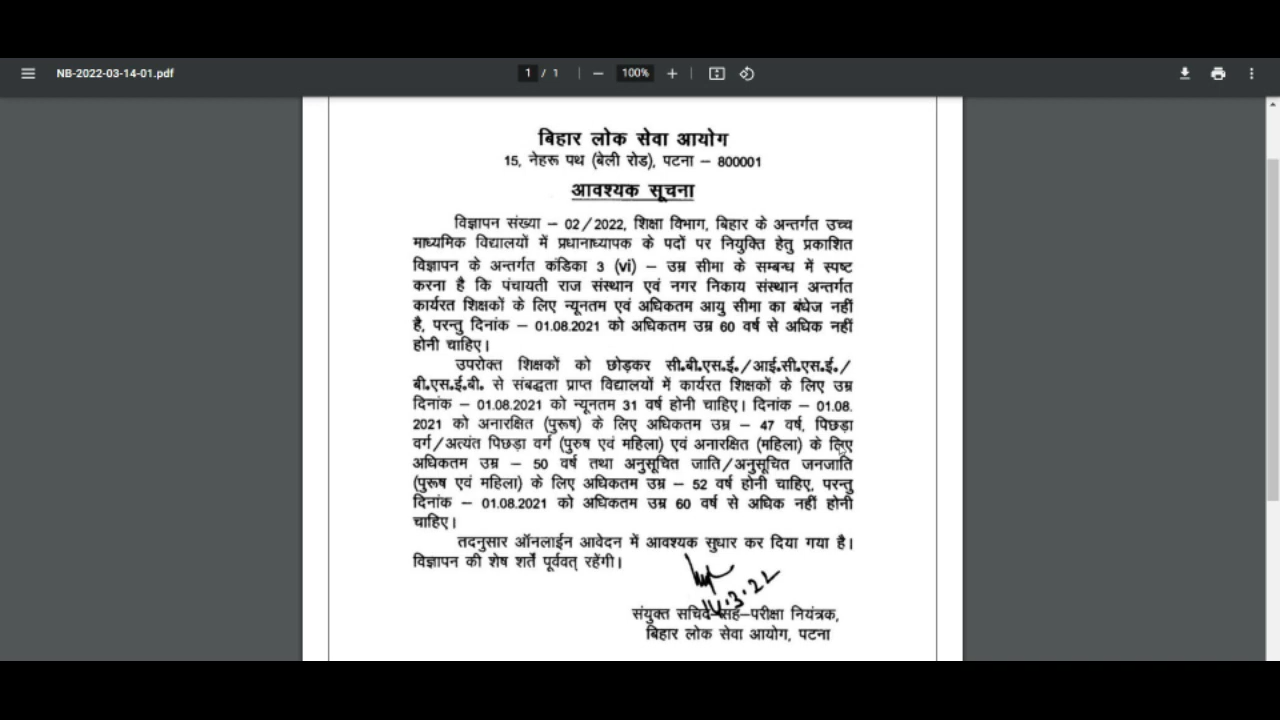 NB-2022-03-14-01.pdf
1 / 1
100%
बिहार लोक सेवा आयोग
15, नेहरू पथ (बेली रोड), पटना – 800001
आवश्यक सूचना
विज्ञापन संख्या – 02/2022, शिक्षा विभाग, बिहार के अन्तर्गत उच्च
माध्यमिक विद्यालयों में प्रधानाध्यापक के पदों पर नियुक्ति हेतु प्रकाशित
विज्ञापन के अन्तर्गत कंडिका 3 (vi) – उम्र सीमा के सम्बन्ध में स्पष्ट
करना है कि पंचायती राज संस्थान एवं नगर निकाय संस्थान अन्तर्गत
कार्यरत शिक्षकों के लिए न्यूनतम एवं अधिकतम आयु सीमा का बंधेज नहीं
है, परन्तु दिनांक – 01.08.2021 को अधिकतम उम्र 60 वर्ष से अधिक नहीं
होनी चाहिए।
उपरोक्त शिक्षकों को छोड़कर सी.बी.एस.ई./आई.सी.एस.ई./
बी.एस.ई.बी. से संबद्धता प्राप्त विद्यालयों में कार्यरत शिक्षकों के लिए उम्र
दिनांक – 01.08.2021 को न्यूनतम 31 वर्ष होनी चाहिए। दिनांक – 01.08.
2021 को अनारक्षित (पुरूष) के लिए अधिकतम उम्र – 47 वर्ष, पिछड़ा
वर्ग/अत्यंत पिछड़ा वर्ग (पुरुष एवं महिला) एवं अनारक्षित (महिला) के लिए
अधिकतम उम्र – 50 वर्ष तथा अनुसूचित जाति/अनुसूचित जनजाति
(पुरूष एवं महिला) के लिए अधिकतम उम्र – 52 वर्ष होनी चाहिए, परन्तु
दिनांक – 01.08.2021 को अधिकतम उम्र 60 वर्ष से अधिक नहीं होनी
चाहिए।
तदनुसार ऑनलाईन आवेदन में आवश्यक सुधार कर दिया गया है।
विज्ञापन की शेष शर्तें पूर्ववत् रहेंगी।
14.3.22
संयुक्त सचिव–सह–परीक्षा नियंत्रक,
बिहार लोक सेवा आयोग, पटना